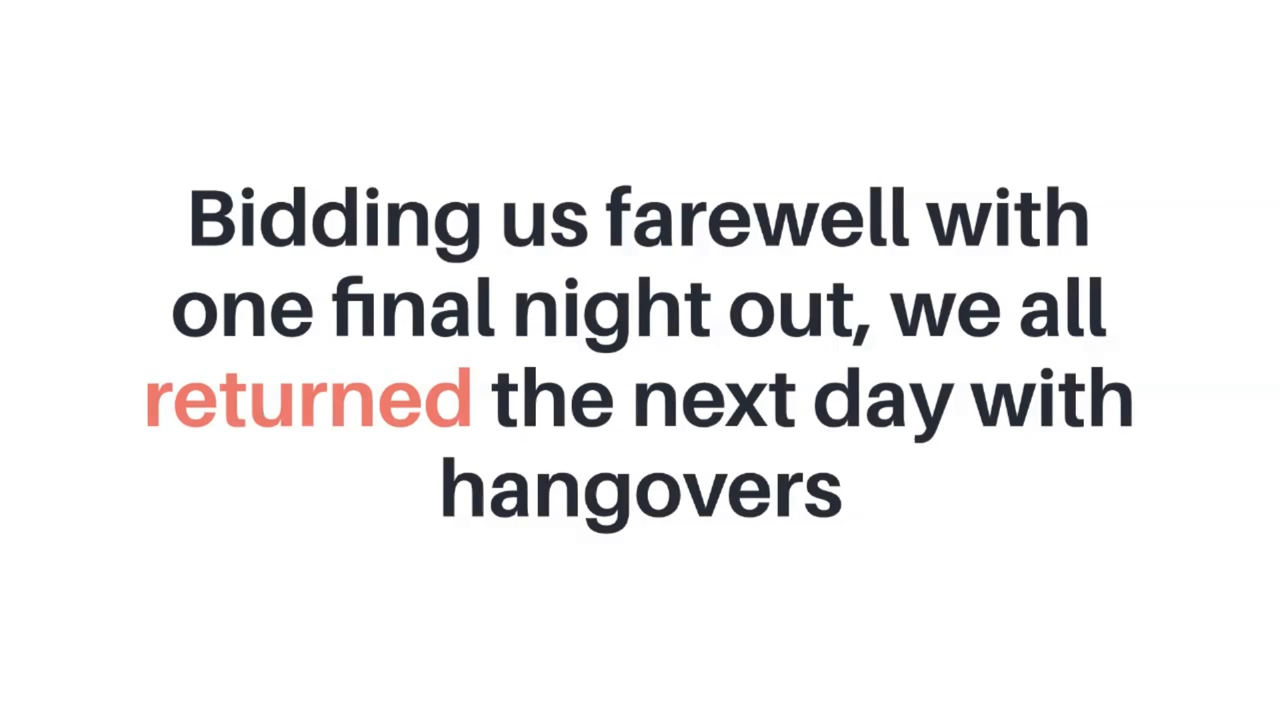 Bidding us farewell with
one final night out, we all
returned the next day with
hangovers